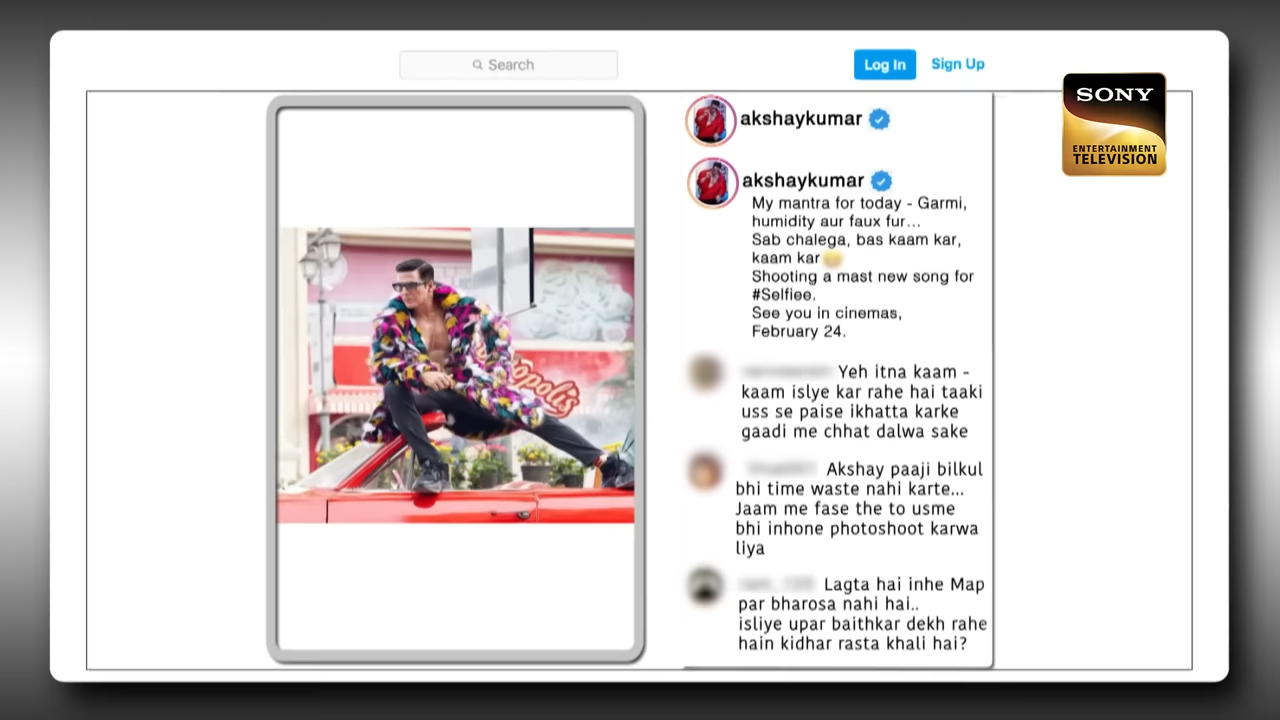 Search
Log In
Sign Up
SONY
ENTERTAINMENT
TELEVISION
akshaykumar
akshaykumar
My mantra for today - Garmi,
humidity aur faux fur...
Sab chalega, bas kaam kar,
kaam kar
Shooting a mast new song for
#Selfiee.
See you in cinemas,
February 24.
Yeh itna kaam -
kaam islye kar rahe hai taaki
uss se paise ikhatta karke
gaadi me chhat dalwa sake
Akshay paaji bilkul
bhi time waste nahi karte...
Jaam me fase the to usme
bhi inhone photoshoot karwa
liya
Lagta hai inhe Map
par bharosa nahi hai..
isliye upar baithkar dekh rahe
hain kidhar rasta khali hai?